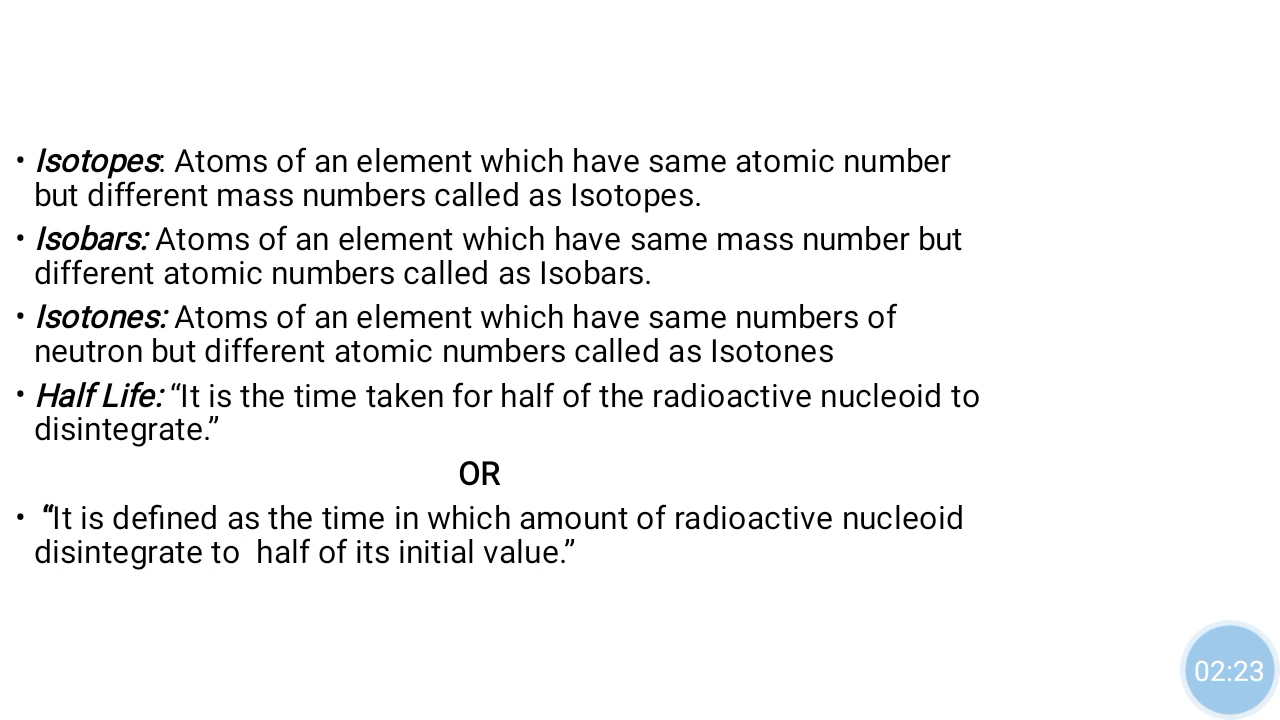 • Isotopes: Atoms of an element which have same atomic number
but different mass numbers called as Isotopes.
• Isobars: Atoms of an element which have same mass number but
different atomic numbers called as Isobars.
• Isotones: Atoms of an element which have same numbers of
neutron but different atomic numbers called as Isotones
• Half Life: “It is the time taken for half of the radioactive nucleoid to
disintegrate.”
OR
• “It is defined as the time in which amount of radioactive nucleoid
disintegrate to  half of its initial value.”
02:23